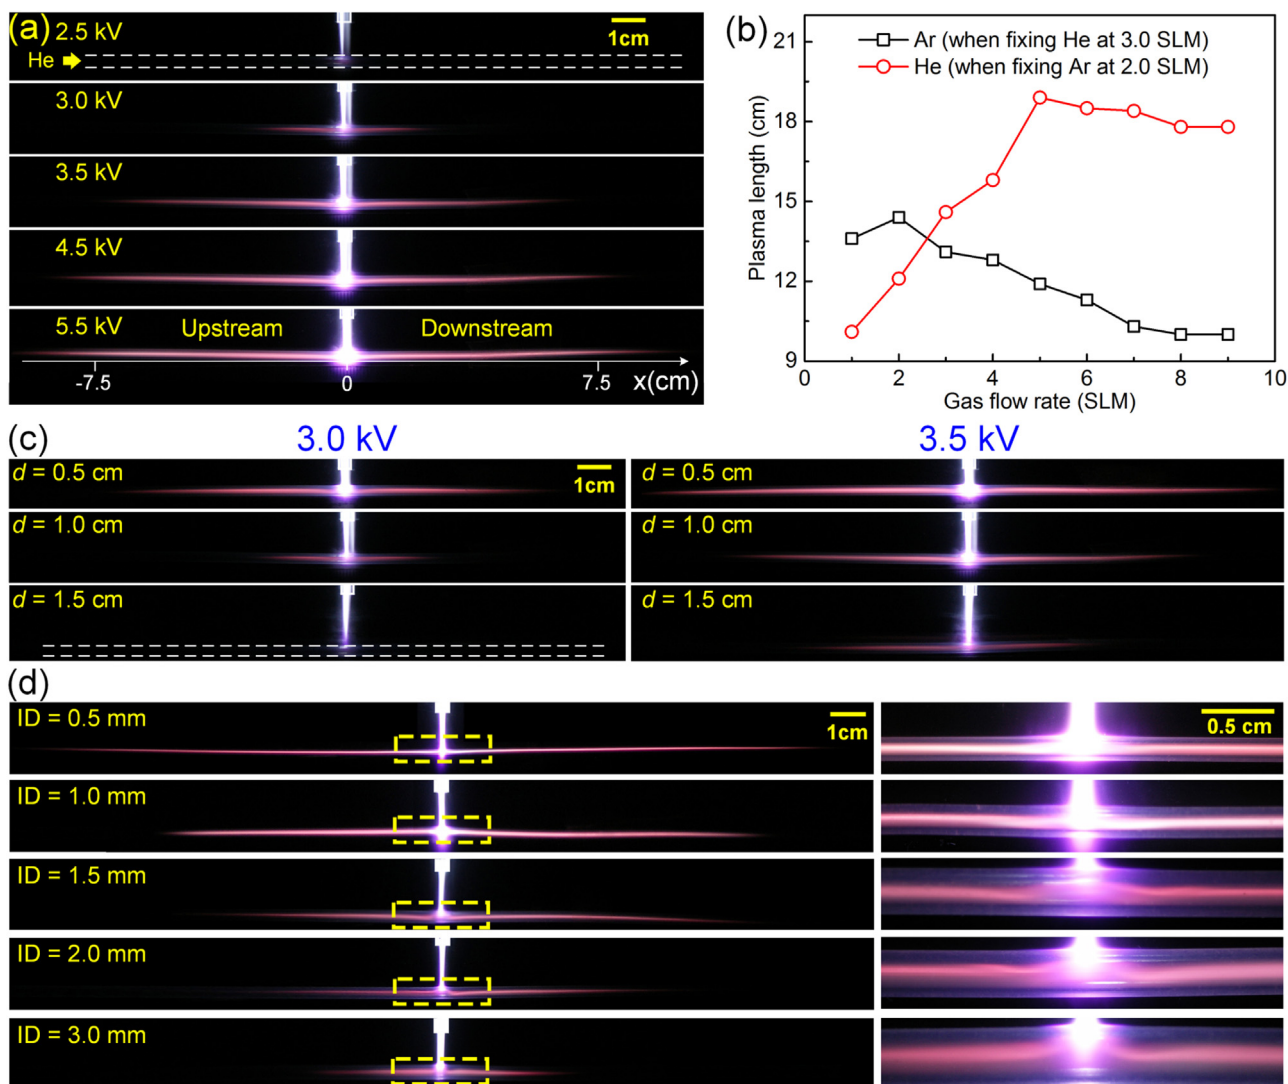 (a)
2.5 kV
1cm
He
3.0 kV
3.5 kV
4.5 kV
5.5 kV
Upstream
Downstream
-7.5
0
7.5
x(cm)
(b)
21
18
15
12
9
Plasma length (cm)
Ar (when fixing He at 3.0 SLM)
He (when fixing Ar at 2.0 SLM)
0
2
4
6
8
10
Gas flow rate (SLM)
(c)
3.0 kV
3.5 kV
d = 0.5 cm
1cm
d = 1.0 cm
d = 1.5 cm
d = 0.5 cm
d = 1.0 cm
d = 1.5 cm
(d)
ID = 0.5 mm
1cm
0.5 cm
ID = 1.0 mm
ID = 1.5 mm
ID = 2.0 mm
ID = 3.0 mm